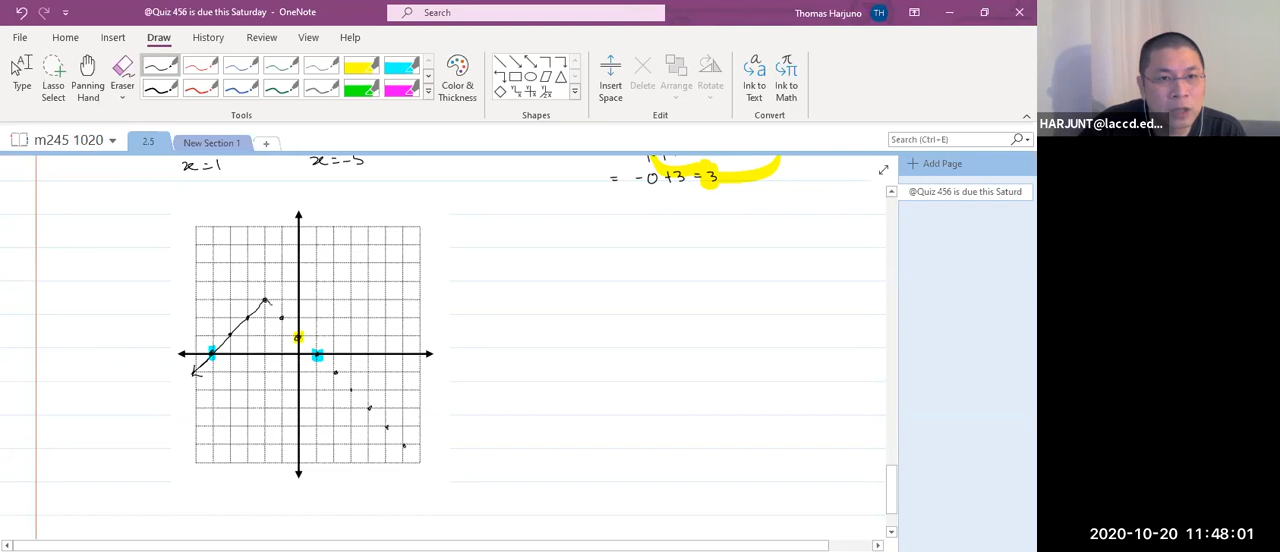 @Quiz 456 is due this Saturday - OneNote
Search
Thomas Harjuno TH
File Home Insert Draw History Review View Help
Type
Lasso Select
Panning Hand
Eraser
Color & Thickness
Insert Space
Delete
Arrange
Rotate
Ink to Text
Ink to Math
Tools Shapes Edit Convert
m245 1020
2.5
New Section 1
Search (Ctrl+E)
HARJUNT@laccd.ed...
Add Page
@Quiz 456 is due this Saturd
x=1 x=-5
= -0+3=3
2020-10-20 11:48:01